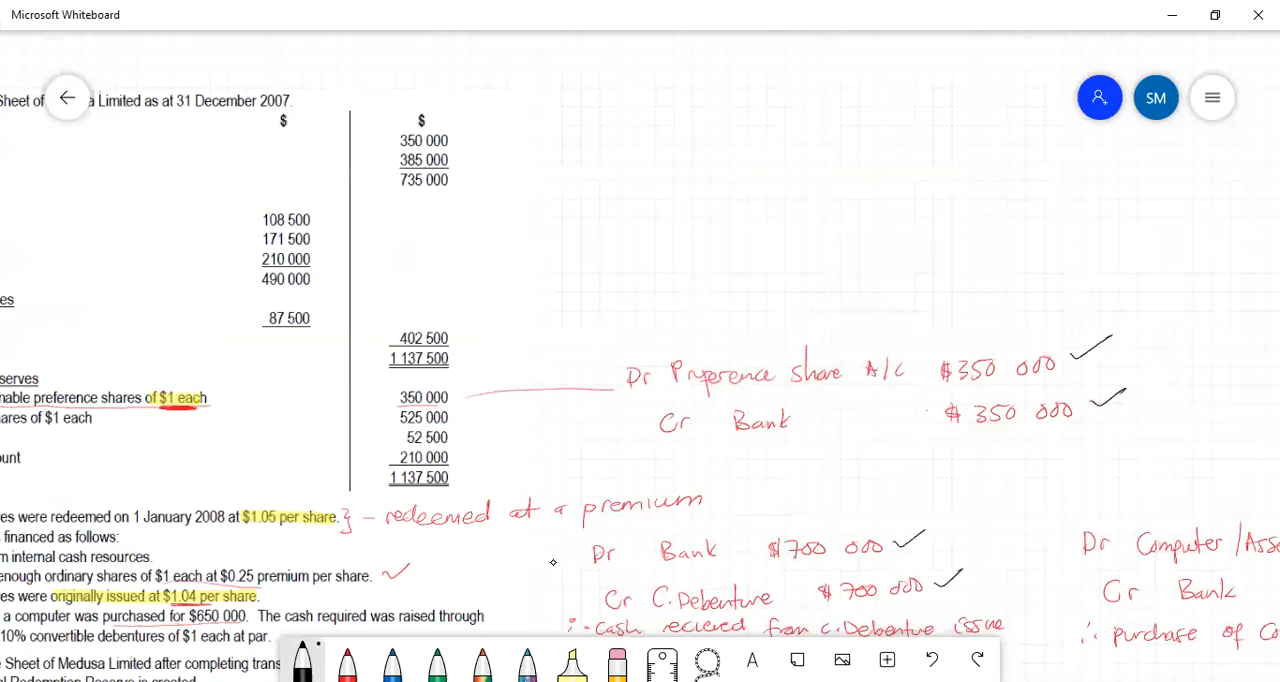 Microsoft Whiteboard
Sheet of a Limited as at 31 December 2007.
SM
$ $
350 000
385 000
735 000
108 500
171 500
210 000
490 000
es
87 500
402 500
1 137 500
serves
nable preference shares of $1 each 350 000
ares of $1 each 525 000
52 500
ount 210 000
1 137 500
Dr Preference share A/C $350 000
Cr Bank $ 350 000
es were redeemed on 1 January 2008 at $1.05 per share. } - redeemed at a premium
financed as follows:
m internal cash resources.
enough ordinary shares of $1 each at $0.25 premium per share.
es were originally issued at $1.04 per share.
a computer was purchased for $650 000. The cash required was raised through
10% convertible debentures of $1 each at par.
e Sheet of Medusa Limited after completing trans
l Redemption Reserve is created
Dr Bank $700 000
Cr C.Debenture $ 700 000
∴ Cash recieved from c.Debentue issue
Dr Computer/Asse
Cr Bank
∴ purchase of Co
A